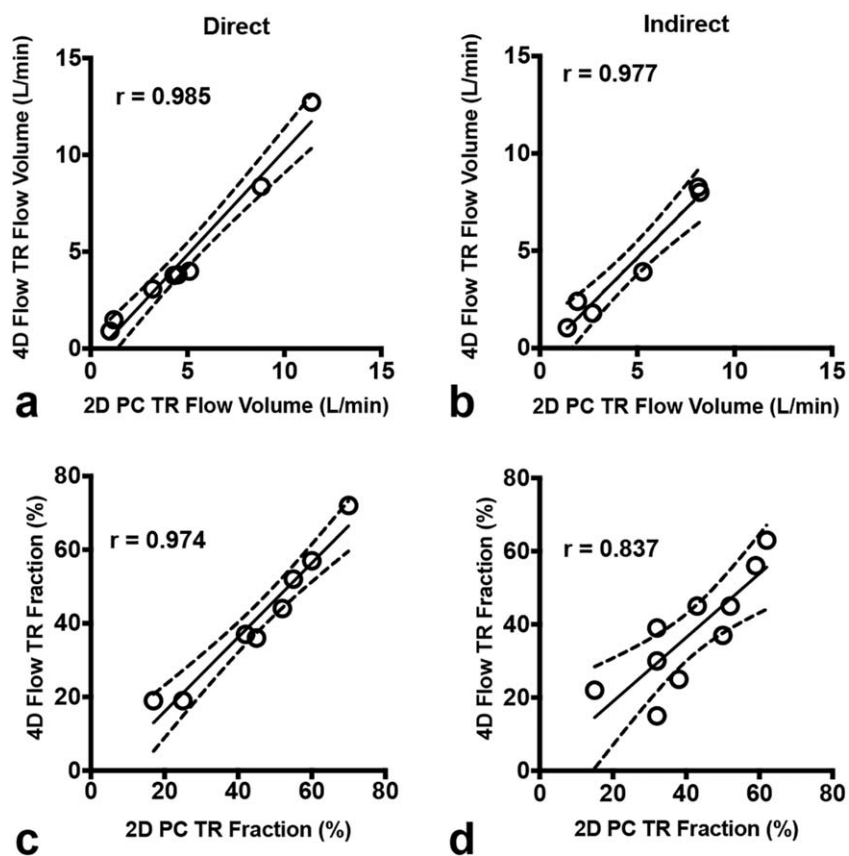 Direct
15
r = 0.985
10
5
0
0 5 10 15
4D Flow TR Flow Volume (L/min)
2D PC TR Flow Volume (L/min)
a
Indirect
15
r = 0.977
10
5
0
0 5 10 15
4D Flow TR Flow Volume (L/min)
2D PC TR Flow Volume (L/min)
b
80
r = 0.974
60
40
20
0
0 20 40 60 80
4D Flow TR Fraction (%)
2D PC TR Fraction (%)
c
80
r = 0.837
60
40
20
0
0 20 40 60 80
4D Flow TR Fraction (%)
2D PC TR Fraction (%)
d